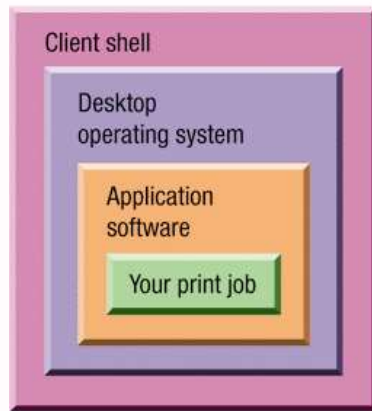 Client shell
Desktop
operating system
Application
software
Your print job